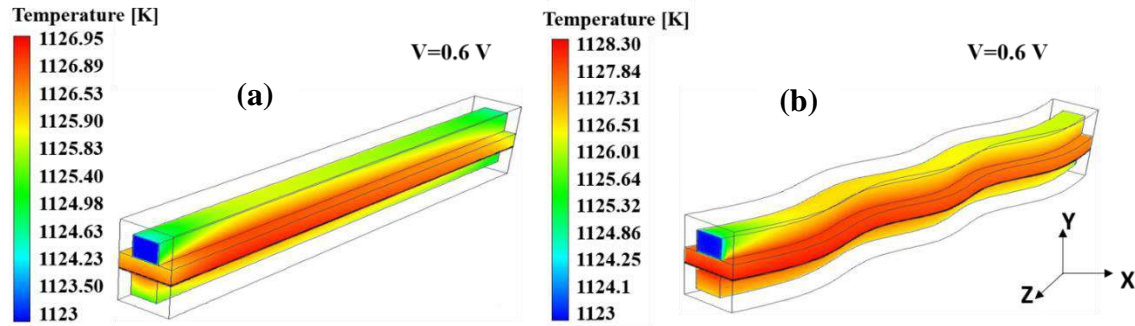 Temperature [K]
1126.95
1126.89
1126.53
1125.90
1125.83
1125.40
1124.98
1124.63
1124.23
1123.50
1123
V=0.6 V
(a)
Temperature [K]
1128.30
1127.84
1127.31
1126.51
1126.01
1125.64
1125.32
1124.86
1124.25
1124.1
1123
V=0.6 V
(b)
Y
X
Z